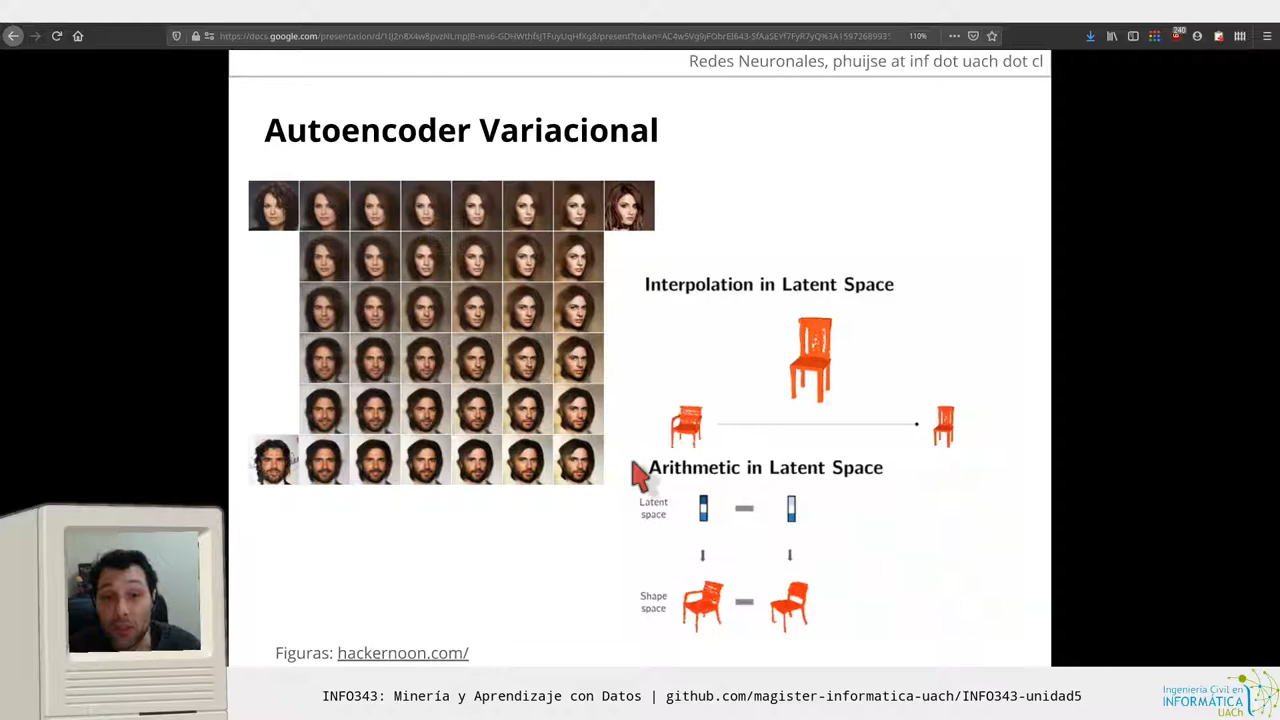 110%
240
Redes Neuronales, phuijse at inf dot uach dot cl
Autoencoder Variacional
Interpolation in Latent Space
Arithmetic in Latent Space
Latent
space
Shape
space
Figuras: hackernoon.com/
INFO343: Minería y Aprendizaje con Datos | github.com/magister-informatica-uach/INFO343-unidad5
Ingeniería Civil en
INFORMÁTICA
UACh